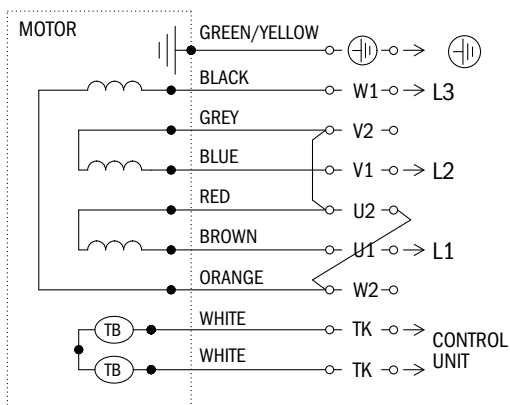 MOTOR
GREEN/YELLOW
BLACK
W1
L3
GREY
V2
BLUE
V1
L2
RED
U2
BROWN
U1
L1
ORANGE
W2
TB
WHITE
TK
CONTROL
UNIT
TB
WHITE
TK